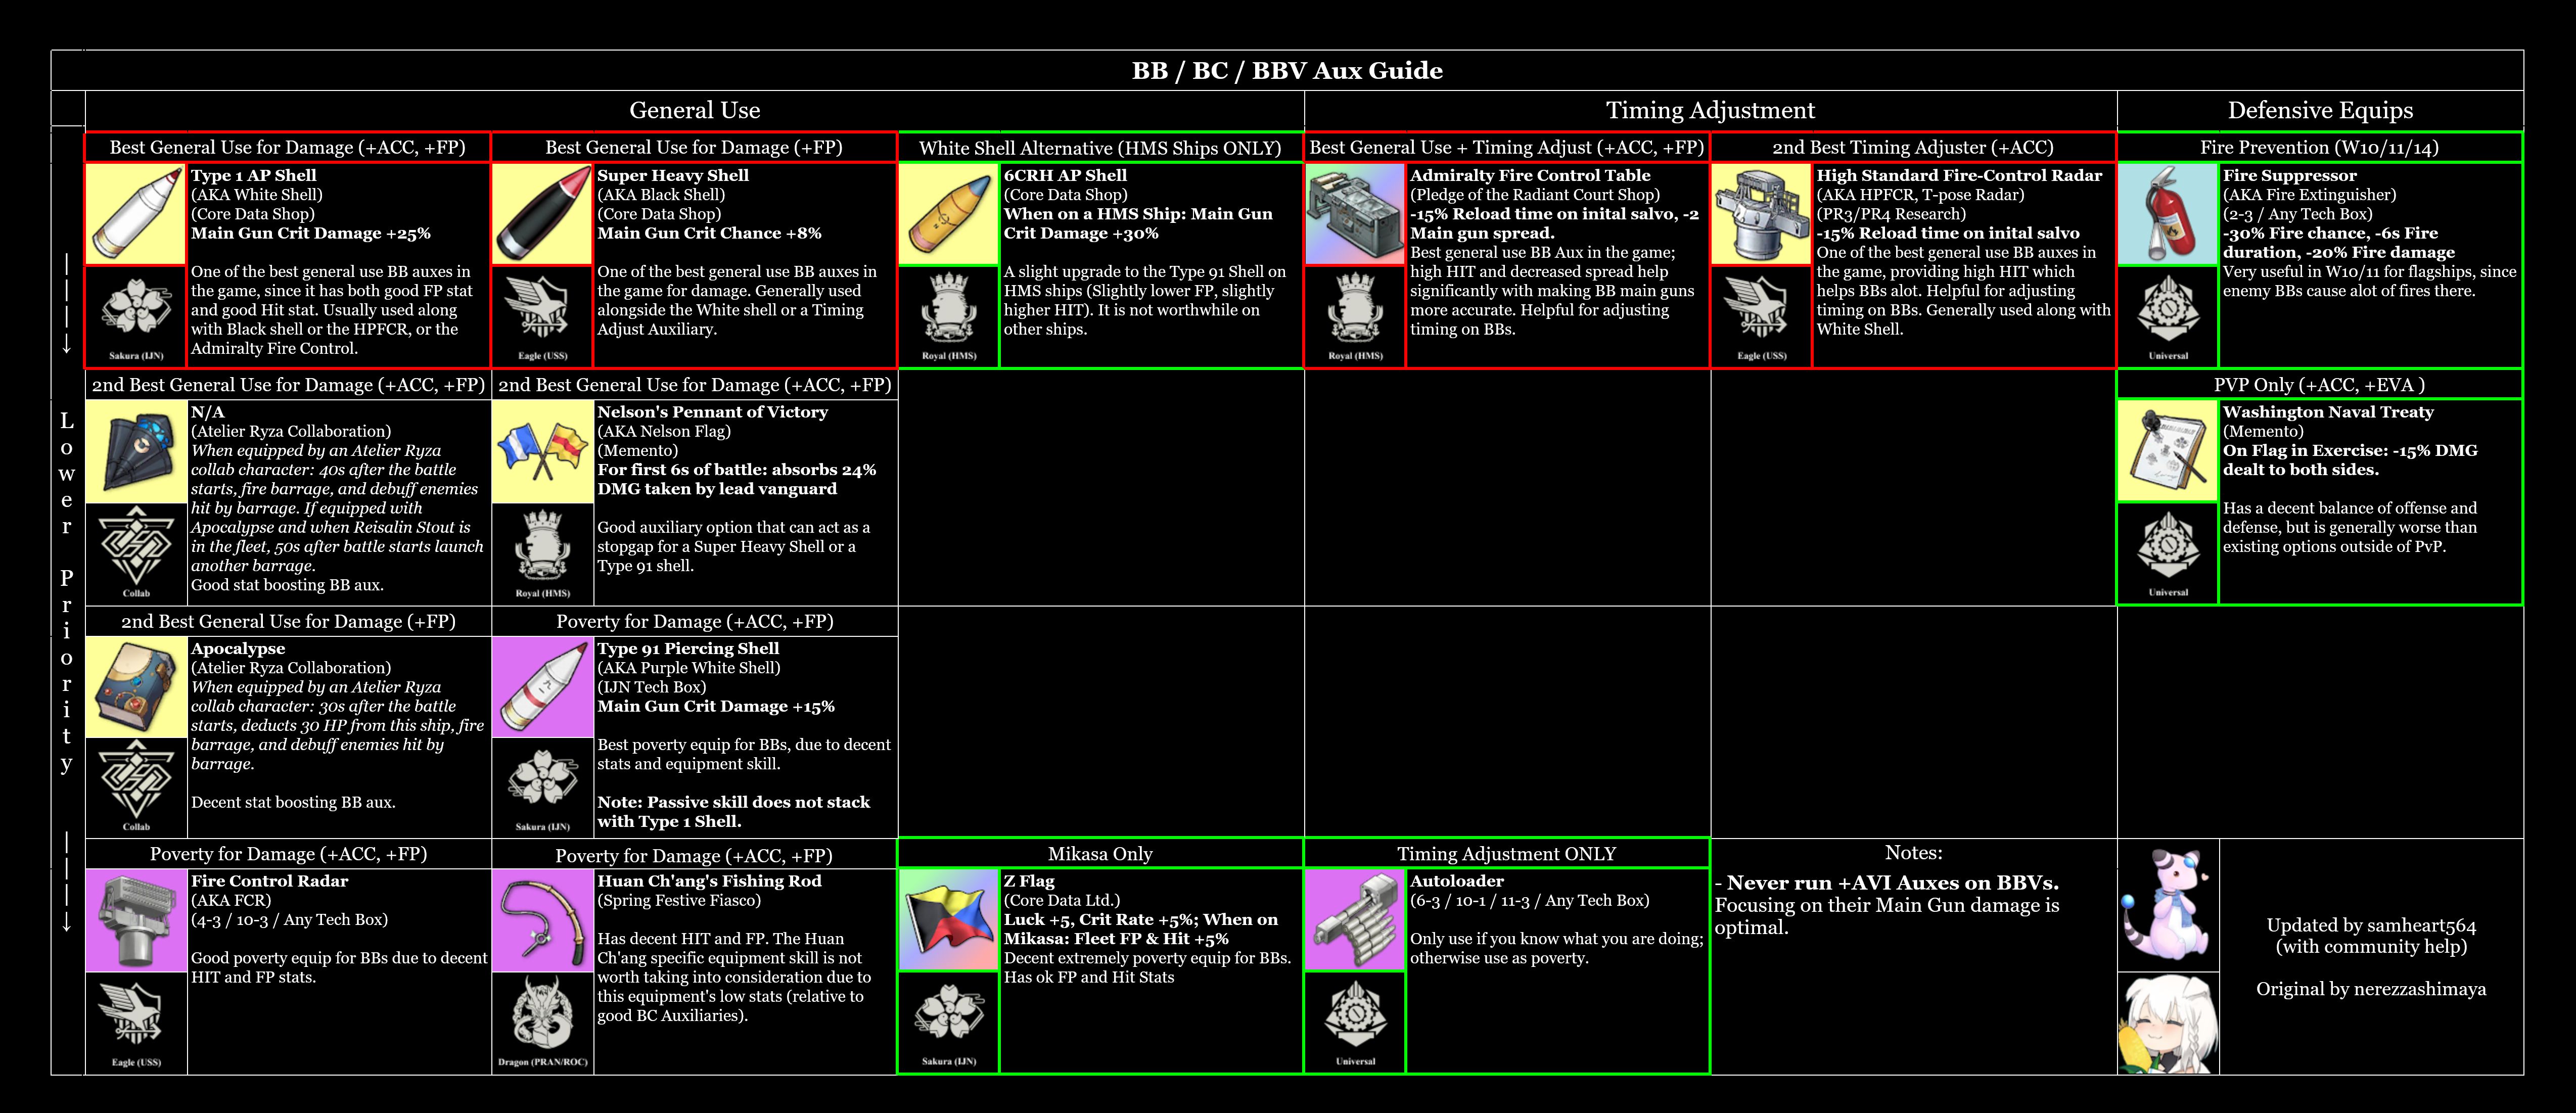 BB / BC / BBV Aux Guide
General Use
Timing Adjustment
Defensive Equips
Lower Priority
Best General Use for Damage (+ACC, +FP)
Type 1 AP Shell
(AKA White Shell)
(Core Data Shop)
Main Gun Crit Damage +25%
One of the best general use BB auxes in
the game, since it has both good FP stat
and good Hit stat. Usually used along
with Black shell or the HPFCR, or the
Admiralty Fire Control.
Sakura (IJN)
Best General Use for Damage (+FP)
Super Heavy Shell
(AKA Black Shell)
(Core Data Shop)
Main Gun Crit Chance +8%
One of the best general use BB auxes in
the game for damage. Generally used
alongside the White shell or a Timing
Adjust Auxiliary.
Eagle (USS)
White Shell Alternative (HMS Ships ONLY)
6CRH AP Shell
(Core Data Shop)
When on a HMS Ship: Main Gun
Crit Damage +30%
A slight upgrade to the Type 91 Shell on
HMS ships (Slightly lower FP, slightly
higher HIT). It is not worthwhile on
other ships.
Royal (HMS)
Best General Use + Timing Adjust (+ACC, +FP)
Admiralty Fire Control Table
(Pledge of the Radiant Court Shop)
-15% Reload time on inital salvo, -2
Main gun spread.
Best general use BB Aux in the game;
high HIT and decreased spread help
significantly with making BB main guns
more accurate. Helpful for adjusting
timing on BBs.
Royal (HMS)
2nd Best Timing Adjuster (+ACC)
High Standard Fire-Control Radar
(AKA HPFCR, T-pose Radar)
(PR3/PR4 Research)
-15% Reload time on inital salvo
One of the best general use BB auxes in
the game, providing high HIT which
helps BBs alot. Helpful for adjusting
timing on BBs. Generally used along with
White Shell.
Eagle (USS)
Fire Prevention (W10/11/14)
Fire Suppressor
(AKA Fire Extinguisher)
(2-3 / Any Tech Box)
-30% Fire chance, -6s Fire
duration, -20% Fire damage
Very useful in W10/11 for flagships, since
enemy BBs cause alot of fires there.
Universal
2nd Best General Use for Damage (+ACC, +FP)
N/A
(Atelier Ryza Collaboration)
When equipped by an Atelier Ryza
collab character: 40s after the battle
starts, fire barrage, and debuff enemies
hit by barrage. If equipped with
Apocalypse and when Reisalin Stout is
in the fleet, 50s after battle starts launch
another barrage.
Good stat boosting BB aux.
Collab
2nd Best General Use for Damage (+ACC, +FP)
Nelson's Pennant of Victory
(AKA Nelson Flag)
(Memento)
For first 6s of battle: absorbs 24%
DMG taken by lead vanguard
Good auxiliary option that can act as a
stopgap for a Super Heavy Shell or a
Type 91 shell.
Royal (HMS)
PVP Only (+ACC, +EVA )
Washington Naval Treaty
(Memento)
On Flag in Exercise: -15% DMG
dealt to both sides.
Has a decent balance of offense and
defense, but is generally worse than
existing options outside of PvP.
Universal
2nd Best General Use for Damage (+FP)
Apocalypse
(Atelier Ryza Collaboration)
When equipped by an Atelier Ryza
collab character: 30s after the battle
starts, deducts 30 HP from this ship, fire
barrage, and debuff enemies hit by
barrage.
Decent stat boosting BB aux.
Collab
Poverty for Damage (+ACC, +FP)
Type 91 Piercing Shell
(AKA Purple White Shell)
(IJN Tech Box)
Main Gun Crit Damage +15%
Best poverty equip for BBs, due to decent
stats and equipment skill.
Note: Passive skill does not stack
with Type 1 Shell.
Sakura (IJN)
Poverty for Damage (+ACC, +FP)
Fire Control Radar
(AKA FCR)
(4-3 / 10-3 / Any Tech Box)
Good poverty equip for BBs due to decent
HIT and FP stats.
Eagle (USS)
Poverty for Damage (+ACC, +FP)
Huan Ch'ang's Fishing Rod
(Spring Festive Fiasco)
Has decent HIT and FP. The Huan
Ch'ang specific equipment skill is not
worth taking into consideration due to
this equipment's low stats (relative to
good BC Auxiliaries).
Dragon (PRAN/ROC)
Mikasa Only
Z Flag
(Core Data Ltd.)
Luck +5, Crit Rate +5%; When on
Mikasa: Fleet FP & Hit +5%
Decent extremely poverty equip for BBs.
Has ok FP and Hit Stats
Sakura (IJN)
Timing Adjustment ONLY
Autoloader
(6-3 / 10-1 / 11-3 / Any Tech Box)
Only use if you know what you are doing;
otherwise use as poverty.
Universal
Notes:
- Never run +AVI Auxes on BBVs.
Focusing on their Main Gun damage is
optimal.
Updated by samheart564
(with community help)
Original by nerezzashimaya